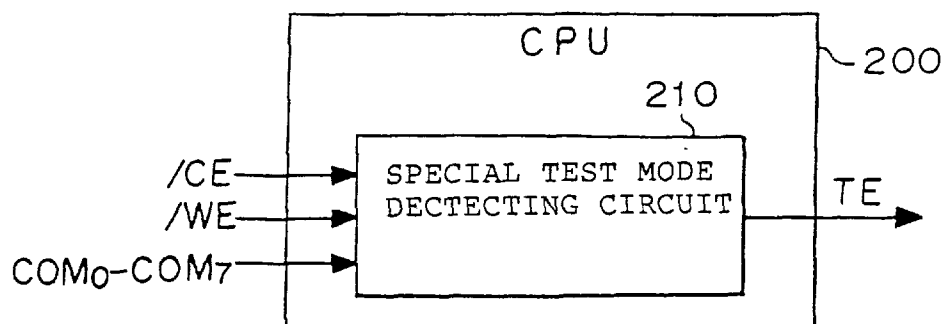 CPU
200
210
/CE
/WE
COM0-COM7
SPECIAL TEST MODE
DECTECTING CIRCUIT
TE